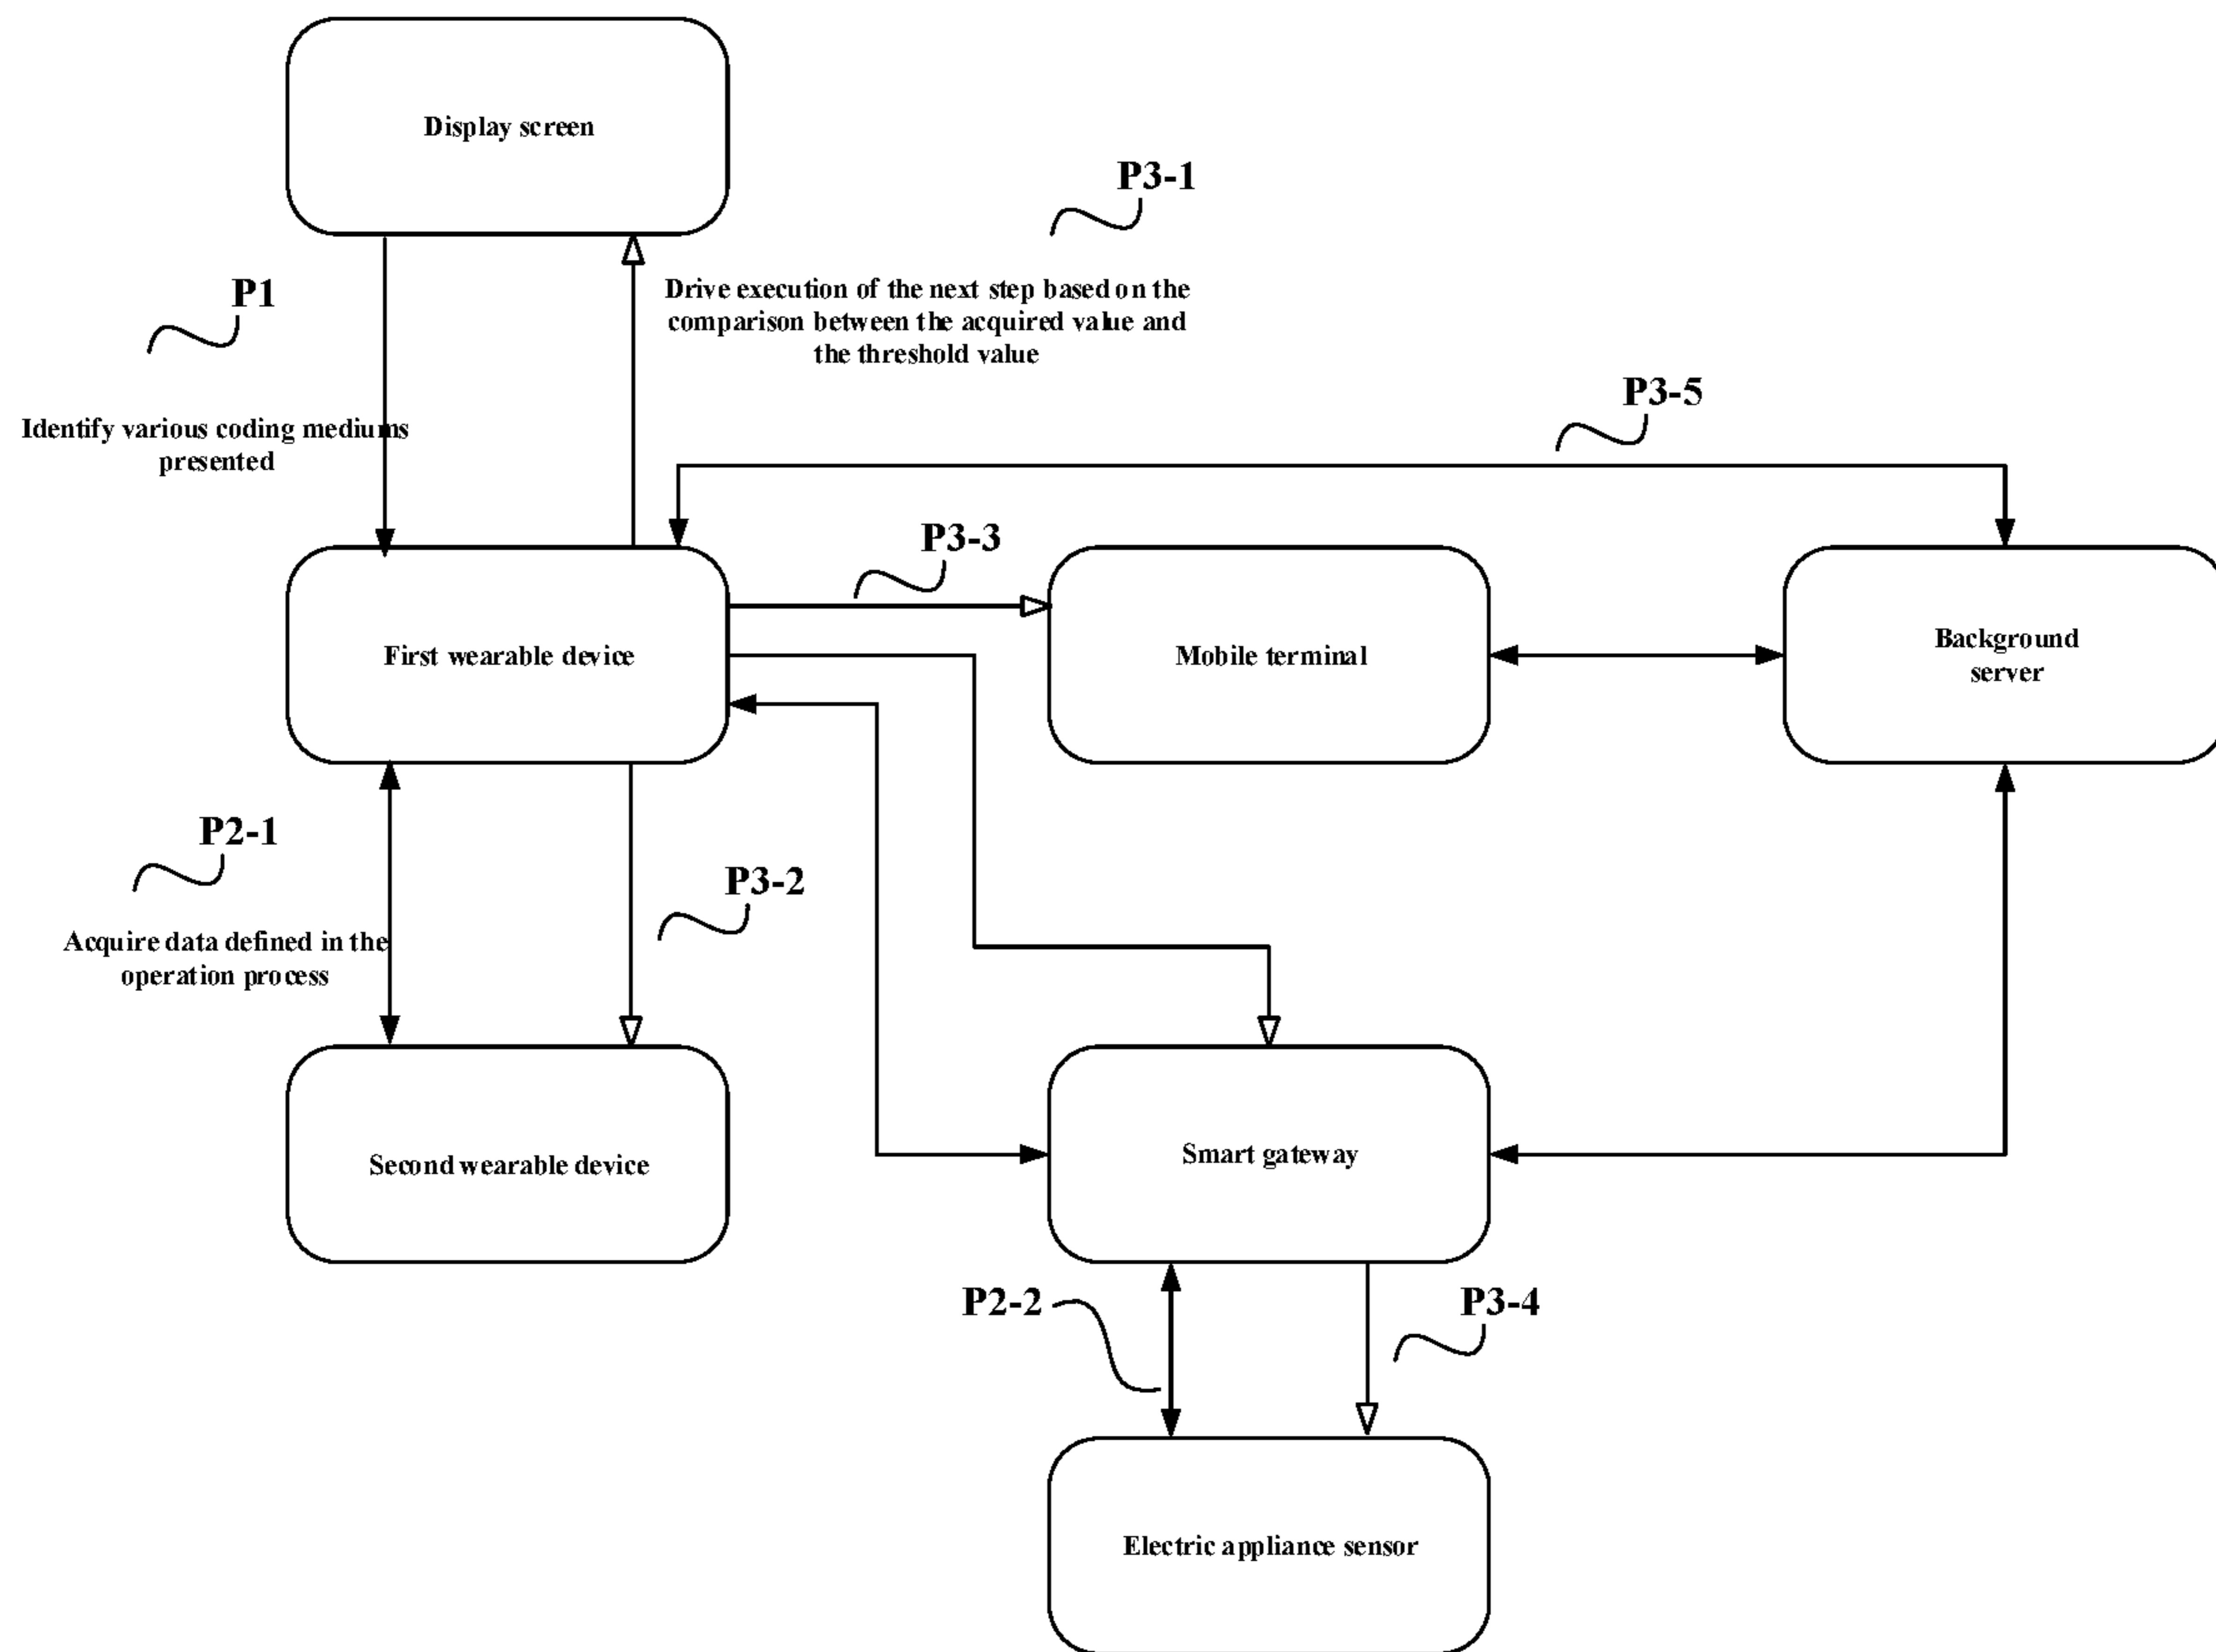 Display screen
P3-1
P1
Drive execution of the next step based on the
comparison between the acquired value and
the threshold value
P3-5
Identify various coding mediums
presented
P3-3
First wearable device
Mobile terminal
Background
server
P2-1
P3-2
Acquire data defined in the
operation process
Second wearable device
Smart gateway
P2-2
P3-4
Electric appliance sensor